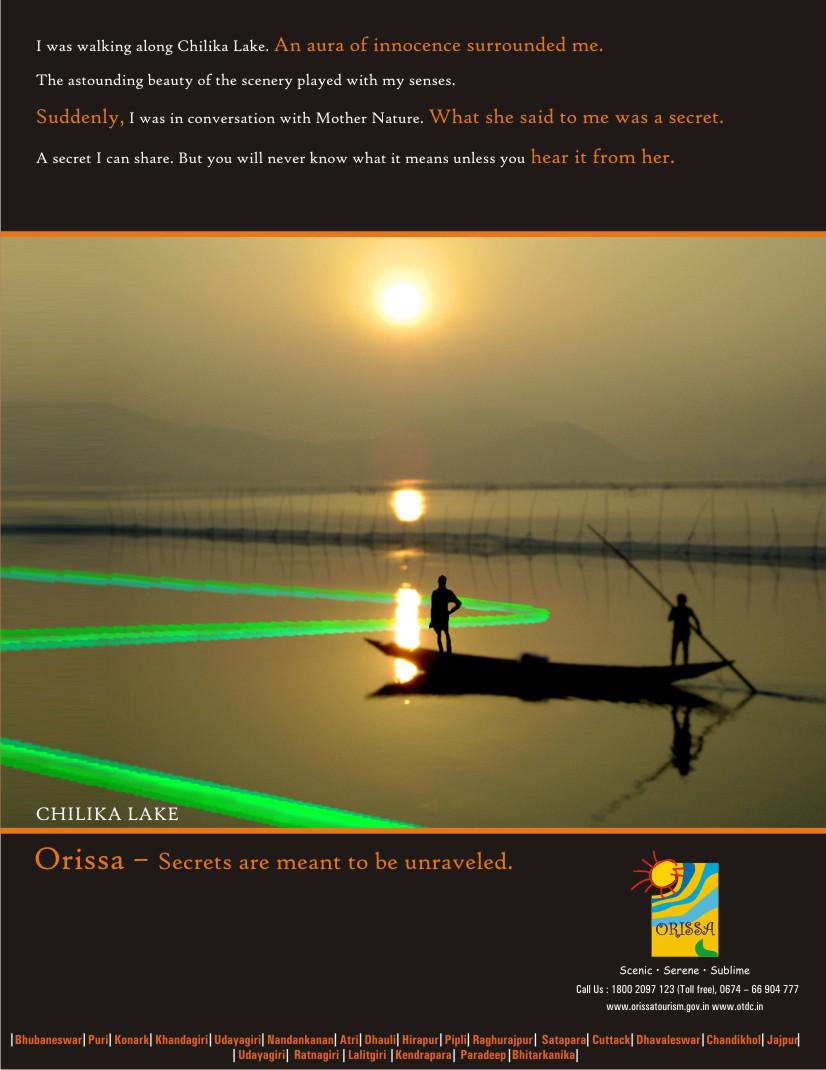 I was walking along Chilika Lake. An aura of innocence surrounded me.
The astounding beauty of the scenery played with my senses.
Suddenly, I was in conversation with Mother Nature. What she said to me was a secret.
A secret I can share. But you will never know what it means unless you hear it from her.
CHILIKA LAKE
Orissa – Secrets are meant to be unraveled.
ORISSA
Scenic • Serene • Sublime
Call Us : 1800 2097 123 (Toll free), 0674 – 66 904 777
www.orissatourism.gov.in www.otdc.in
|Bhubaneswar| Puri| Konark| Khandagiri| Udayagiri| Nandankanan| Atri| Dhauli| Hirapur| Pipli| Raghurajpur| Satapara| Cuttack| Dhavaleswar| Chandikhol| Jajpur|
| Udayagiri| Ratnagiri | Lalitgiri |Kendrapara| Paradeep |Bhitarkanika|